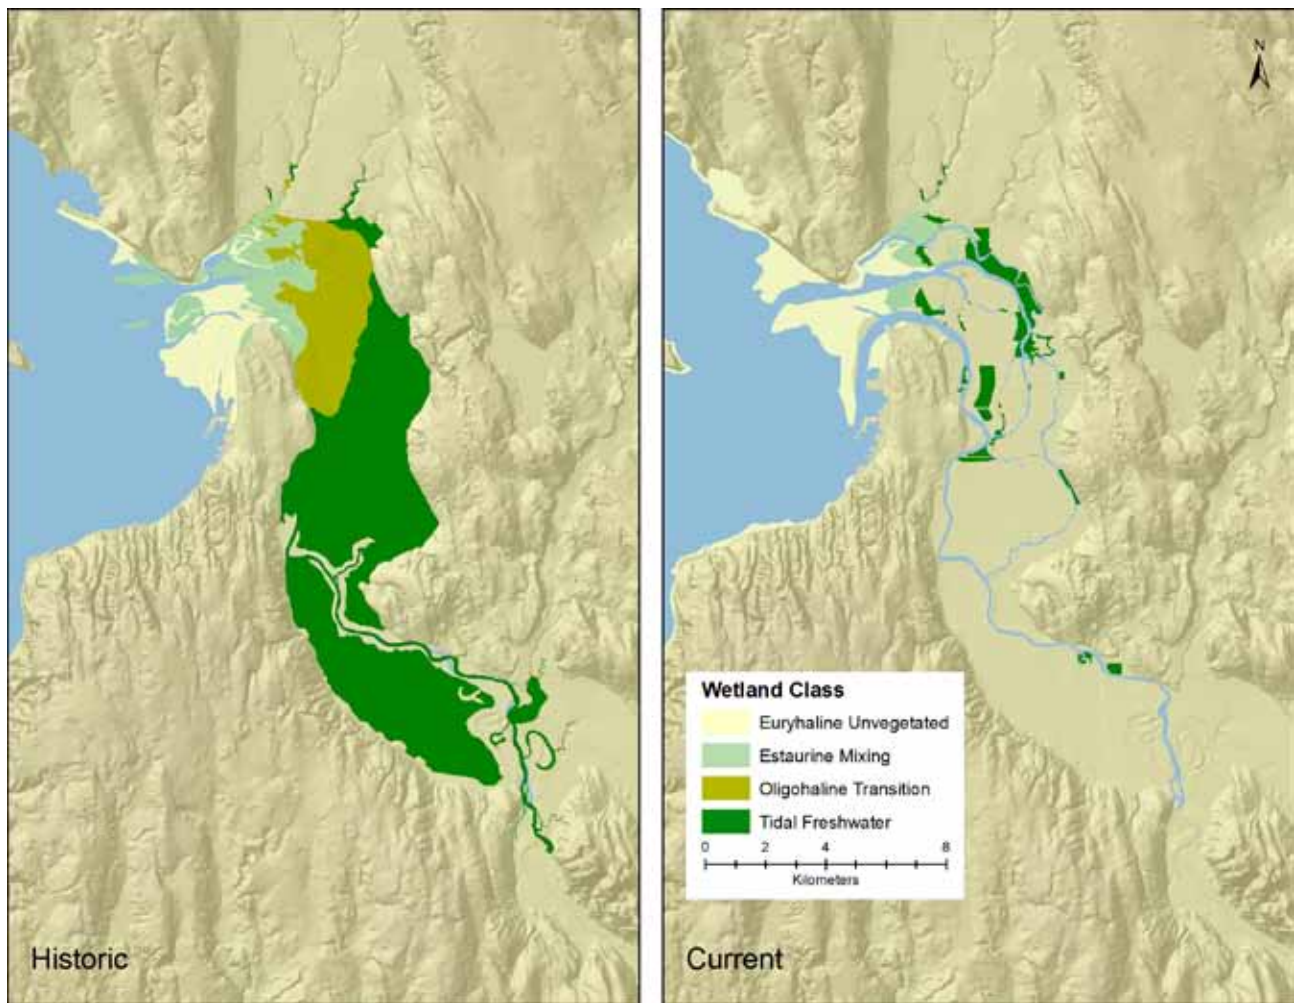 N
Wetland Class
Euryhaline Unvegetated
Estaurine Mixing
Oligohaline Transition
Tidal Freshwater
0 2 4 8
Kilometers
Historic
Current